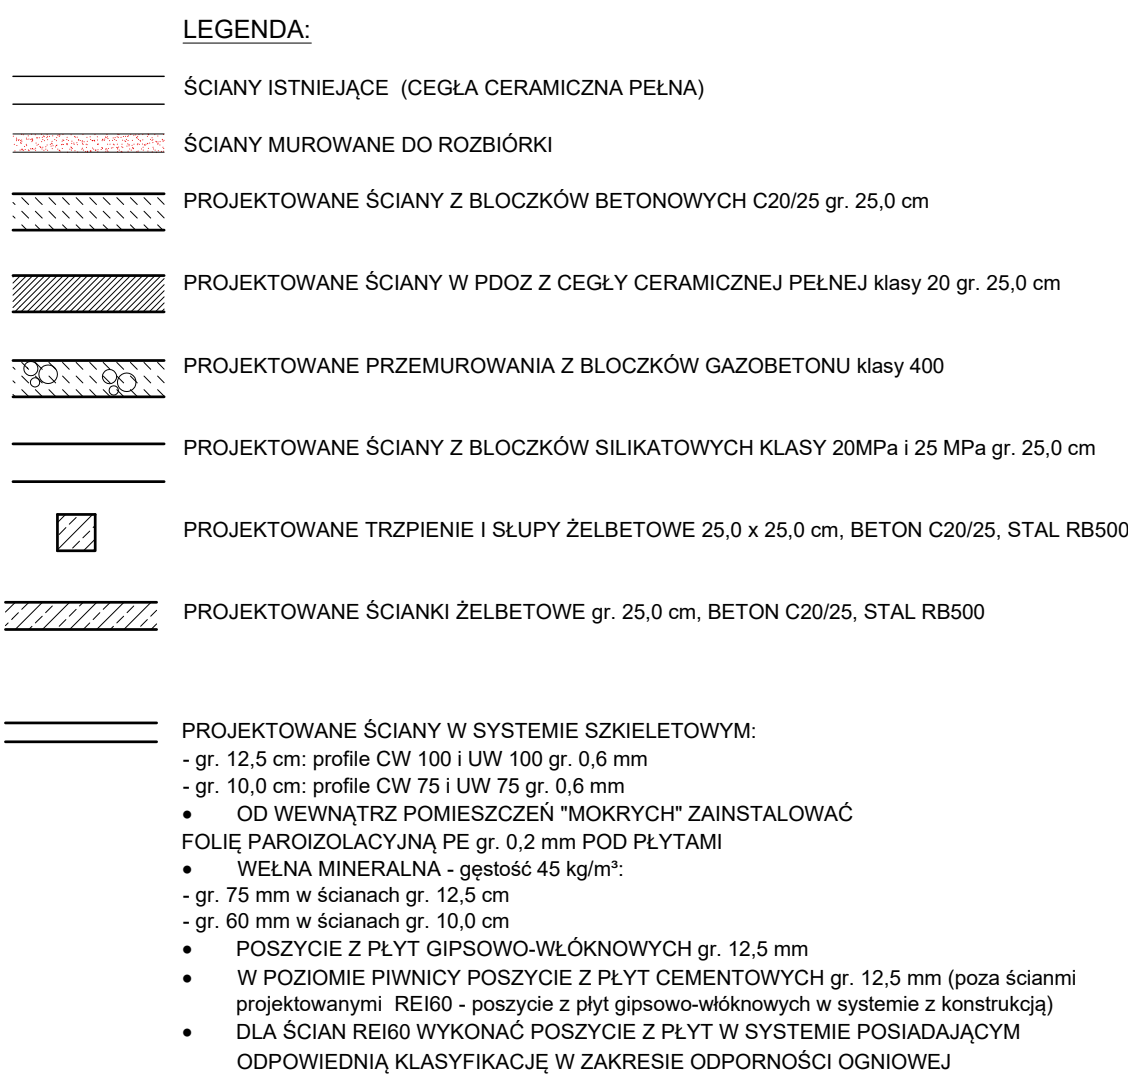 LEGENDA:
ŚCIANY ISTNIEJĄCE (CEGŁA CERAMICZNA PEŁNA)
ŚCIANY MUROWANE DO ROZBIÓRKI
PROJEKTOWANE ŚCIANY Z BLOCZKÓW BETONOWYCH C20/25 gr. 25,0 cm
PROJEKTOWANE ŚCIANY W PDOZ Z CEGŁY CERAMICZNEJ PEŁNEJ klasy 20 gr. 25,0 cm
PROJEKTOWANE PRZEMUROWANIA Z BLOCZKÓW GAZOBETONU klasy 400
PROJEKTOWANE ŚCIANY Z BLOCZKÓW SILIKATOWYCH KLASY 20MPa i 25 MPa gr. 25,0 cm
PROJEKTOWANE TRZPIENIE I SŁUPY ŻELBETOWE 25,0 x 25,0 cm, BETON C20/25, STAL RB500
PROJEKTOWANE ŚCIANKI ŻELBETOWE gr. 25,0 cm, BETON C20/25, STAL RB500
PROJEKTOWANE ŚCIANY W SYSTEMIE SZKIELETOWYM:
- gr. 12,5 cm: profile CW 100 i UW 100 gr. 0,6 mm
- gr. 10,0 cm: profile CW 75 i UW 75 gr. 0,6 mm
• OD WEWNĄTRZ POMIESZCZEŃ "MOKRYCH" ZAINSTALOWAĆ
FOLIĘ PAROIZOLACYJNĄ PE gr. 0,2 mm POD PŁYTAMI
• WEŁNA MINERALNA - gęstość 45 kg/m³:
- gr. 75 mm w ścianach gr. 12,5 cm
- gr. 60 mm w ścianach gr. 10,0 cm
• POSZYCIE Z PŁYT GIPSOWO-WŁÓKNOWYCH gr. 12,5 mm
• W POZIOMIE PIWNICY POSZYCIE Z PŁYT CEMENTOWYCH gr. 12,5 mm (poza ścianmi
projektowanymi REI60 - poszycie z płyt gipsowo-włóknowych w systemie z konstrukcją)
• DLA ŚCIAN REI60 WYKONAĆ POSZYCIE Z PŁYT W SYSTEMIE POSIADAJĄCYM
ODPOWIEDNIĄ KLASYFIKACJĘ W ZAKRESIE ODPORNOŚCI OGNIOWEJ